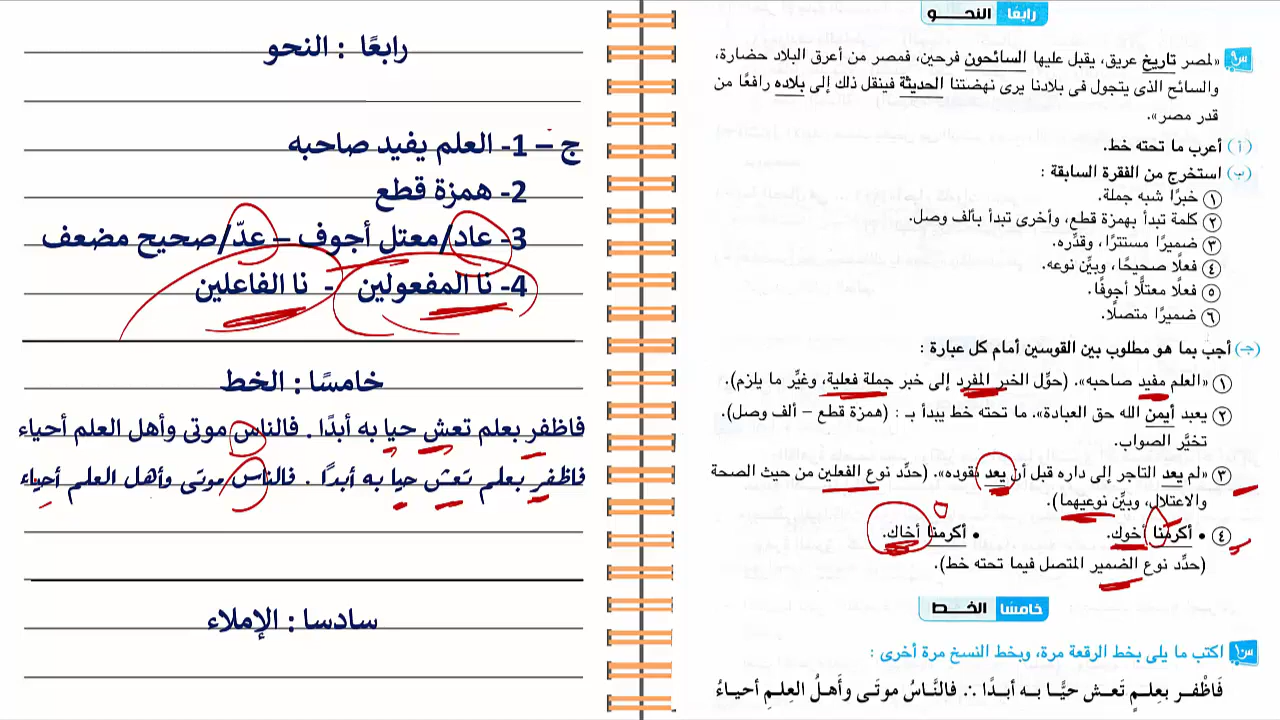 رابعًا النحـــو
س٩ «لمصر تاريخ عريق، يقبل عليها السائحون فرحين، فمصر من أعرق البلاد حضارة،
والسائح الذى يتجول فى بلادنا يرى نهضتنا الحديثة فينقل ذلك إلى بلاده رافعًا من
قدر مصر».
(أ) أعرب ما تحته خط.
(ب) استخرج من الفقرة السابقة :
١ خبرًا شبه جملة.
٢ كلمة تبدأ بهمزة قطع، وأخرى تبدأ بألف وصل.
٣ ضميرًا مستترًا، وقدِّره.
٤ فعلًا صحيحًا، وبيِّن نوعه.
٥ فعلًا معتلًّا أجوفًا.
٦ ضميرًا متصلًا.
(جـ) أجب بما هو مطلوب بين القوسين أمام كل عبارة :
١ «العلم مفيد صاحبه». (حوِّل الخبر المفرد إلى خبر جملة فعلية، وغيِّر ما يلزم).
٢ يعبد أيمن الله حق العبادة». ما تحته خط يبدأ بـ : (همزة قطع – ألف وصل).
تخيَّر الصواب.
٣ «لم يعد التاجر إلى داره قبل أن يعد نقوده». (حدِّد نوع الفعلين من حيث الصحة
والاعتلال، وبيِّن نوعيهما).
٤ • أكرمنا أخوك. • أكرمنا أخاك.
(حدِّد نوع الضمير المتصل فيما تحته خط).
خامسًا الخــط
س١٠ اكتب ما يلى بخط الرقعة مرة، وبخط النسخ مرة أخرى :
فَاظْفـر بعِلـمٍ تَعـش حيًّـا بـه أبـدًا ∴ فالنَّاسُ موتَى وأَهلُ العِلمِ أحياءُ
رابعًا : النحو
ج – 1- العلم يفيد صاحبه
2- همزة قطع
3- عاد/معتل أجوف – عدّ/صحيح مضعف
4- نا المفعولين - نا الفاعلين
خامسًا : الخط
فاظفر بعلم تعش حيا به أبدًا . فالناس موتى وأهل العلم أحياء
فاظفر بعلم تعش حيا به أبدًا . فالناس موتى وأهل العلم أحياء
سادسا : الإملاء